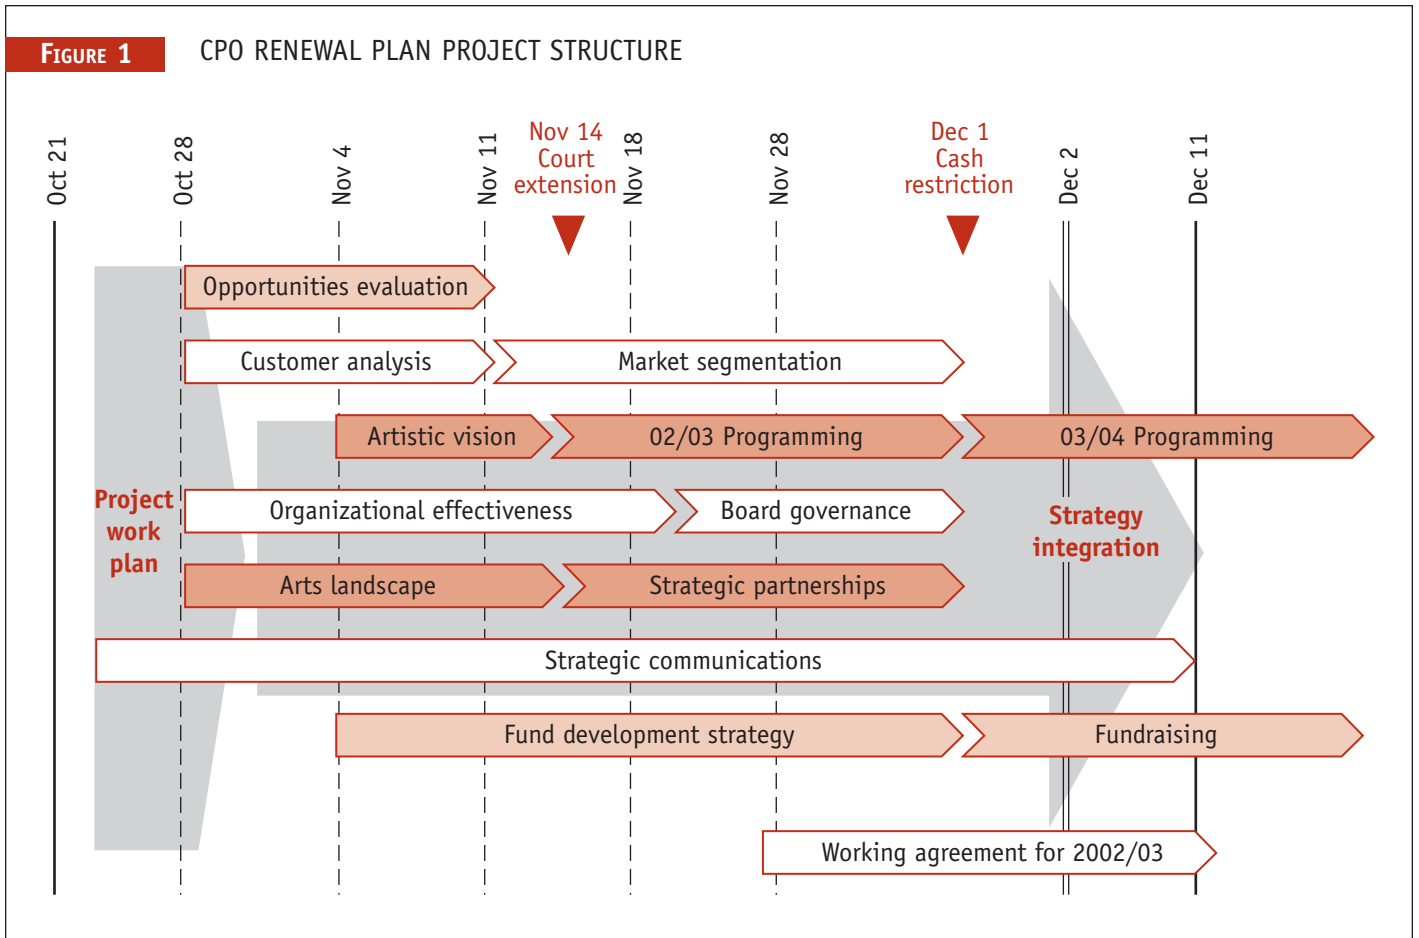 FIGURE 1
CPO RENEWAL PLAN PROJECT STRUCTURE
Oct 21
Oct 28
Nov 4
Nov 11
Nov 14
Court
extension
Nov 18
Nov 28
Dec 1
Cash
restriction
Dec 2
Dec 11
Opportunities evaluation
Customer analysis
Market segmentation
Artistic vision
02/03 Programming
03/04 Programming
Project
work
plan
Organizational effectiveness
Board governance
Strategy
integration
Arts landscape
Strategic partnerships
Strategic communications
Fund development strategy
Fundraising
Working agreement for 2002/03